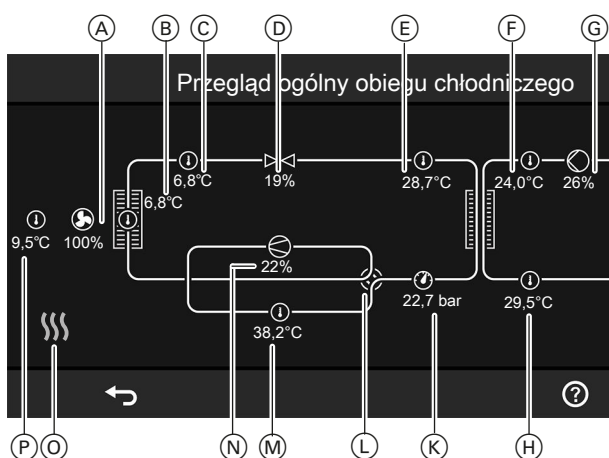 A B C D E F G
Przegląd ogólny obiegu chłodniczego
6,8°C 19% 28,7°C 24,0°C 26%
6,8°C
9,5°C 100%
22%
22,7 bar 29,5°C
38,2°C
?
P O N M L K H